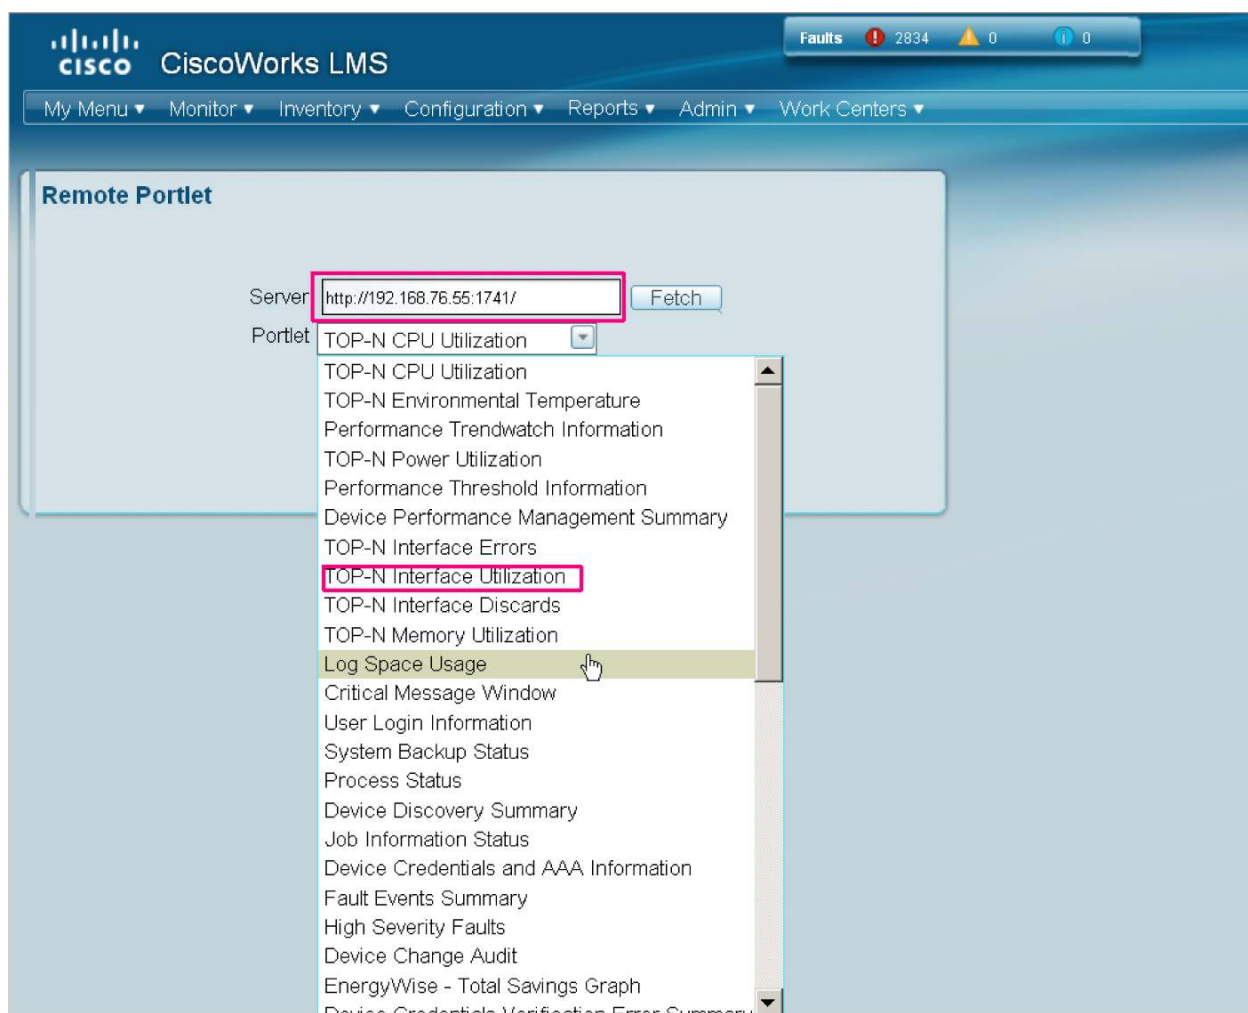 Faults 2834 0 0
CISCO CiscoWorks LMS
My Menu Monitor Inventory Configuration Reports Admin Work Centers
Remote Portlet
Server http://192.168.76.55:1741/ Fetch
Portlet TOP-N CPU Utilization
TOP-N CPU Utilization
TOP-N Environmental Temperature
Performance Trendwatch Information
TOP-N Power Utilization
Performance Threshold Information
Device Performance Management Summary
TOP-N Interface Errors
TOP-N Interface Utilization
TOP-N Interface Discards
TOP-N Memory Utilization
Log Space Usage
Critical Message Window
User Login Information
System Backup Status
Process Status
Device Discovery Summary
Job Information Status
Device Credentials and AAA Information
Fault Events Summary
High Severity Faults
Device Change Audit
EnergyWise - Total Savings Graph
Device Credentials Verification Error Summary